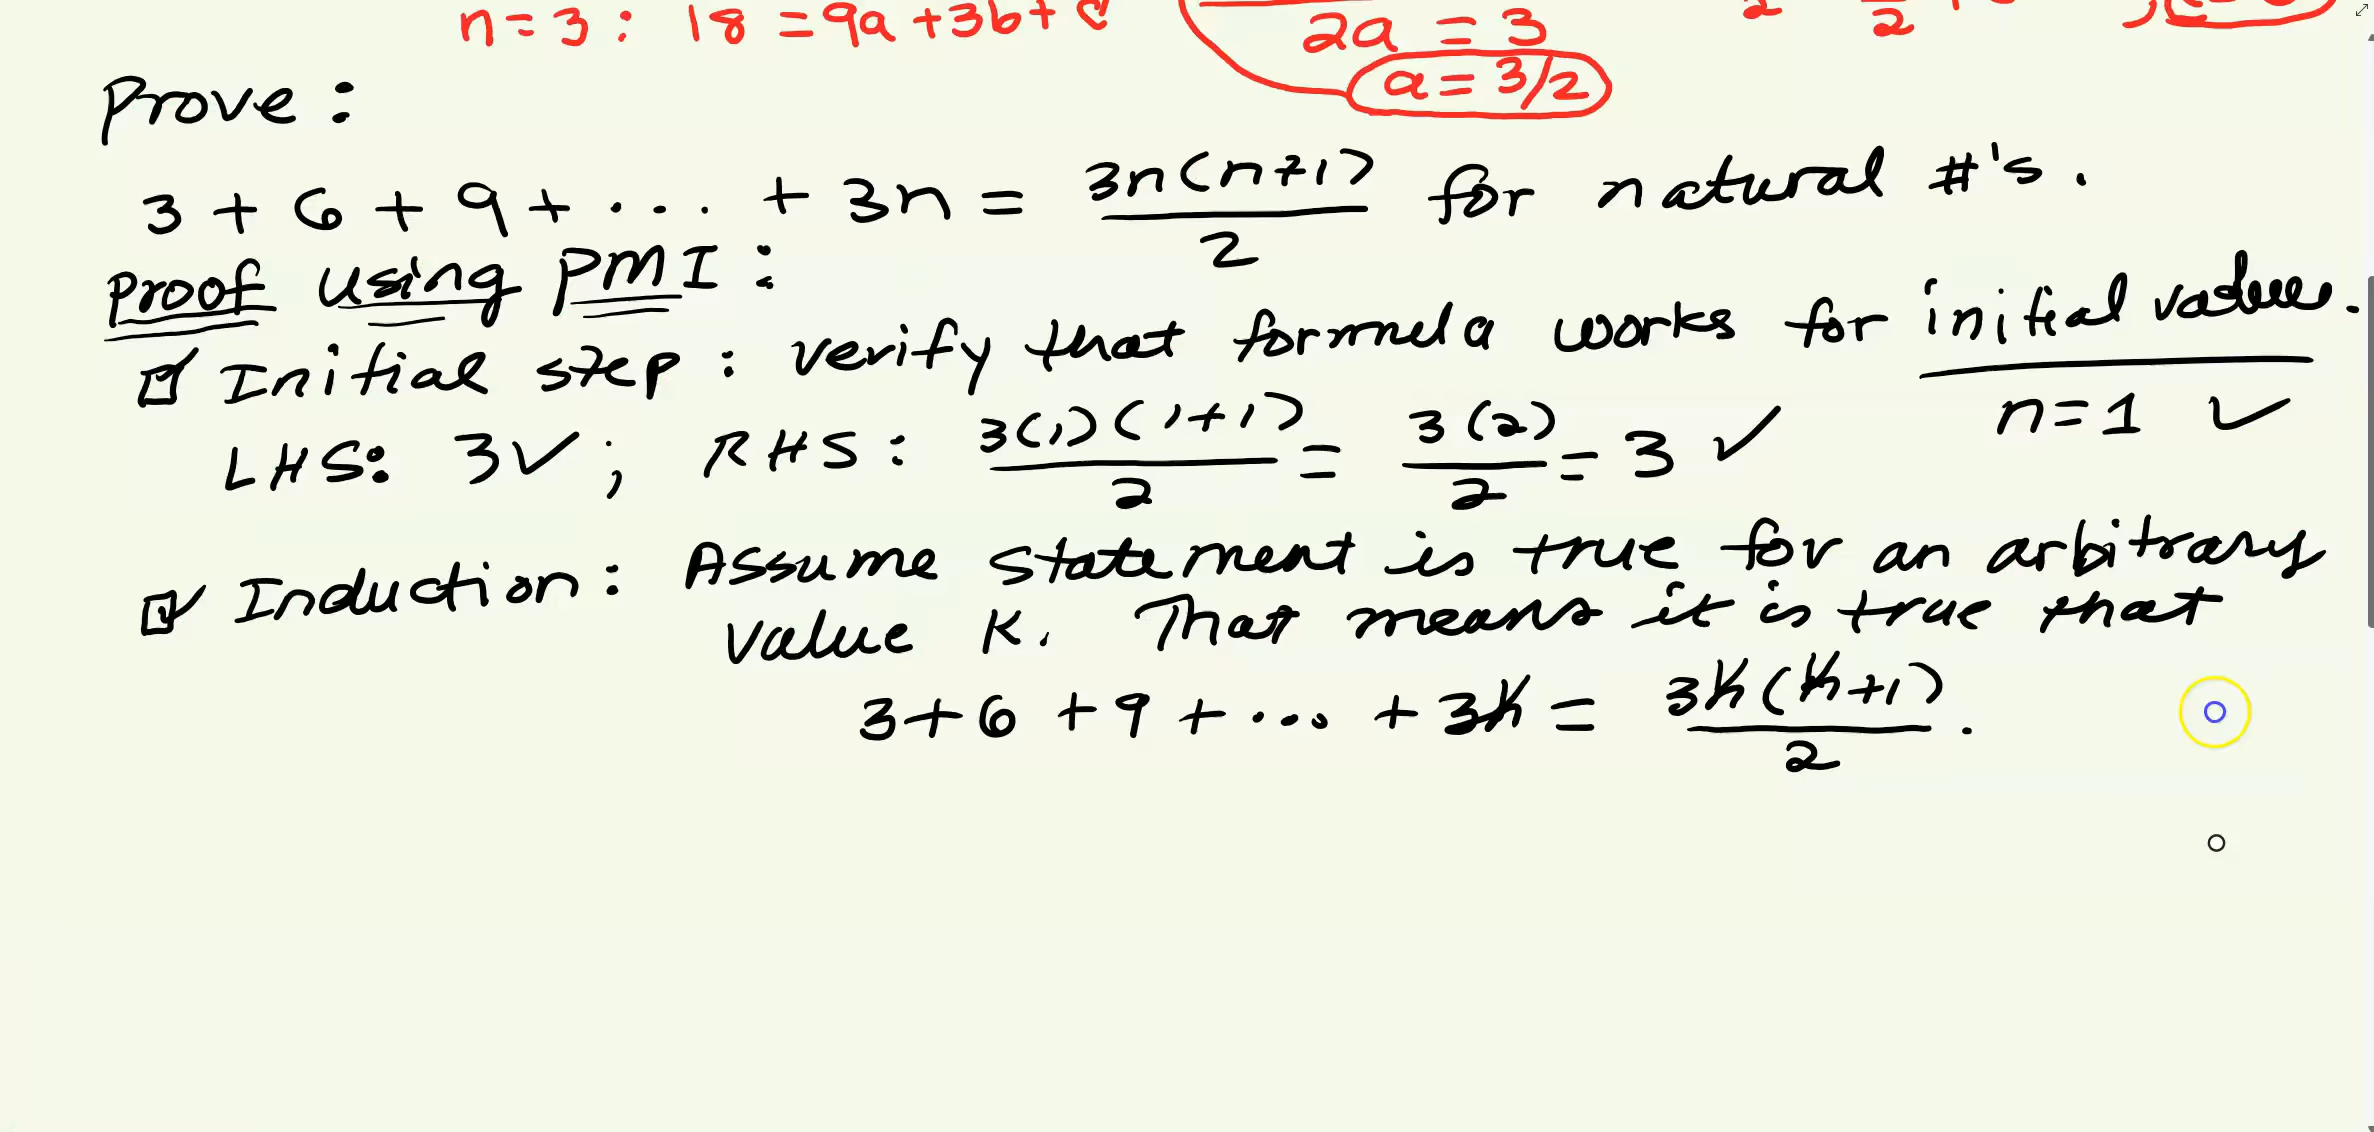 n=3: 18 = 9a+3b+c
2a = 3
a = 3/2
Prove:
3 + 6 + 9 + ... + 3n = 3n(n+1)/2 for natural #'s.
Proof using PMI:
Initial step: verify that formula works for initial values.
n=1 ✓
LHS: 3✓; RHS: 3(1)(1+1)/2 = 3(2)/2 = 3 ✓
Induction: Assume statement is true for an arbitrary
value k. That means it is true that
3+6+9+...+3k = 3k(k+1)/2.